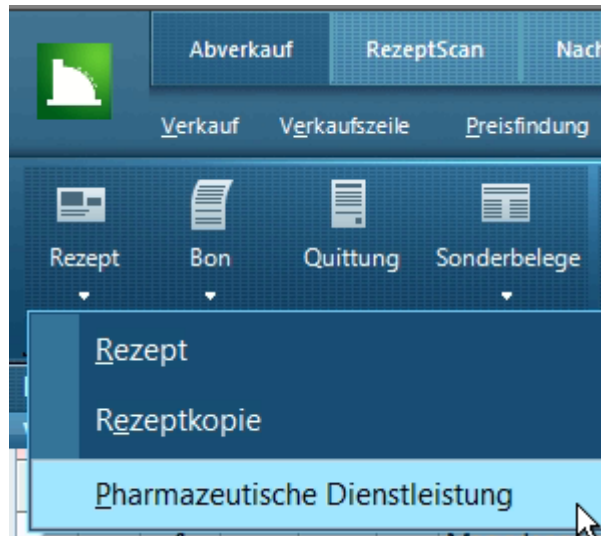 Abverkauf RezeptScan
Verkauf Verkaufszeile Preisfindung
Rezept Bon Quittung Sonderbelege
Rezept
Rezeptkopie
Pharmazeutische Dienstleistung